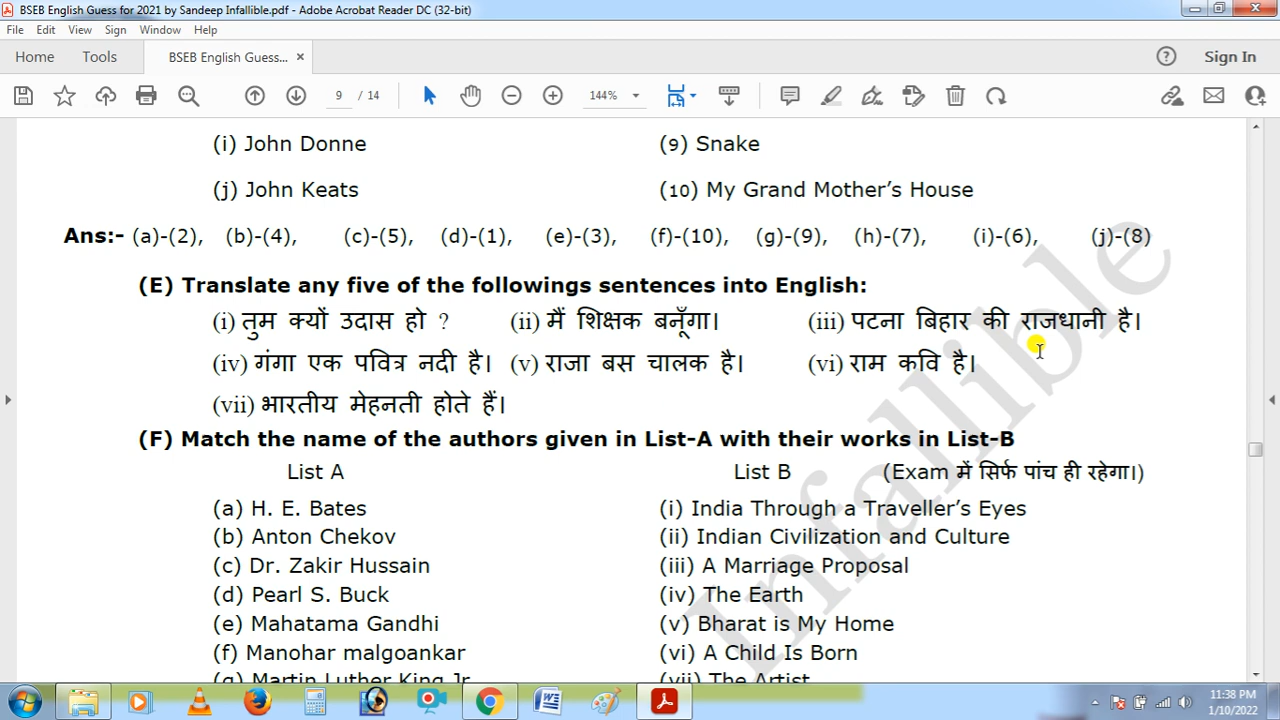 BSEB English Guess for 2021 by Sandeep Infallible.pdf - Adobe Acrobat Reader DC (32-bit)
File Edit View Sign Window Help
Home Tools BSEB English Guess... × Sign In
9 / 14 144%
(i) John Donne (9) Snake
(j) John Keats (10) My Grand Mother's House
Ans:- (a)-(2), (b)-(4), (c)-(5), (d)-(1), (e)-(3), (f)-(10), (g)-(9), (h)-(7), (i)-(6), (j)-(8)
(E) Translate any five of the followings sentences into English:
(i) तुम क्यों उदास हो ? (ii) मैं शिक्षक बनूँगा। (iii) पटना बिहार की राजधानी है।
(iv) गंगा एक पवित्र नदी है। (v) राजा बस चालक है। (vi) राम कवि है।
(vii) भारतीय मेहनती होते हैं।
(F) Match the name of the authors given in List-A with their works in List-B
List A List B (Exam में सिर्फ पांच ही रहेगा।)
(a) H. E. Bates (i) India Through a Traveller's Eyes
(b) Anton Chekov (ii) Indian Civilization and Culture
(c) Dr. Zakir Hussain (iii) A Marriage Proposal
(d) Pearl S. Buck (iv) The Earth
(e) Mahatama Gandhi (v) Bharat is My Home
(f) Manohar malgoankar (vi) A Child Is Born
(g) Martin Luther King Jr (vii) The Artist
Infallible
11:38 PM
1/10/2022